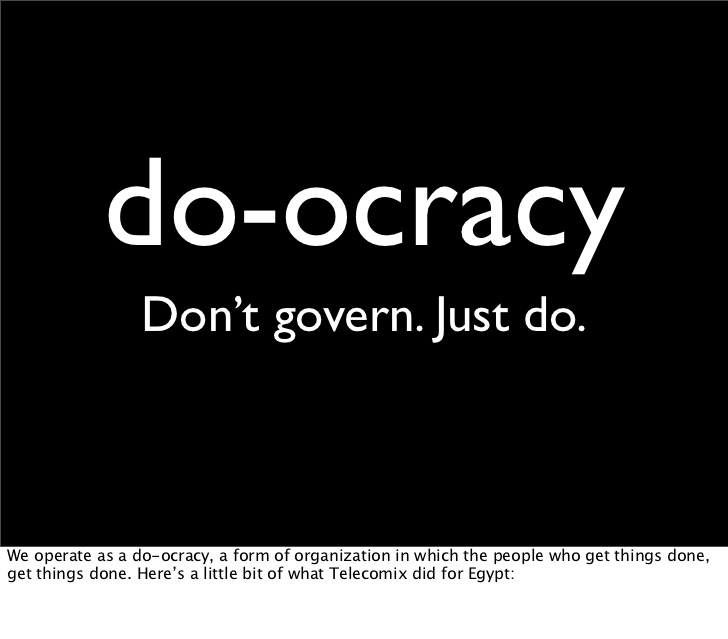 do-ocracy
Don’t govern. Just do.
We operate as a do-ocracy, a form of organization in which the people who get things done,
get things done. Here’s a little bit of what Telecomix did for Egypt: